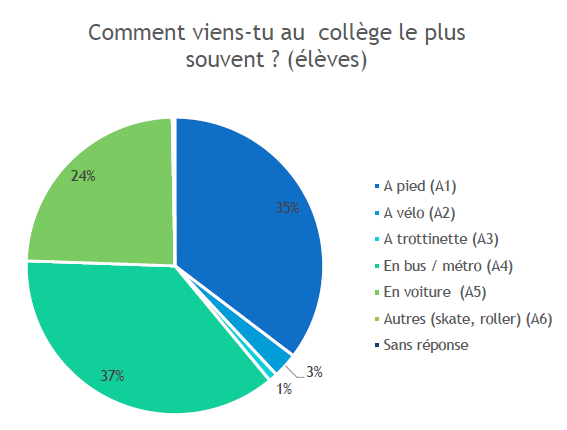 Comment viens-tu au collège le plus
souvent ? (élèves)
24%
35%
37%
3%
1%
A pied (A1)
A vélo (A2)
A trottinette (A3)
En bus / métro (A4)
En voiture (A5)
Autres (skate, roller) (A6)
Sans réponse